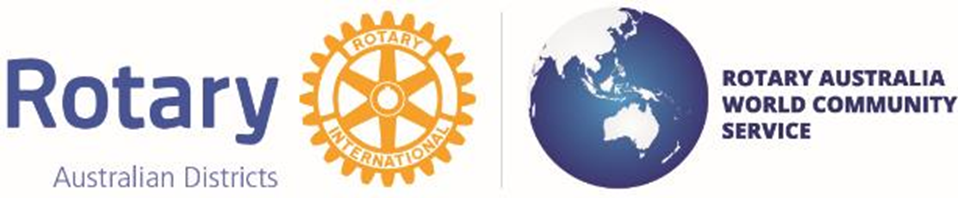 Rotary
Australian Districts
ROTARY
INTERNATIONAL
ROTARY AUSTRALIA
WORLD COMMUNITY
SERVICE